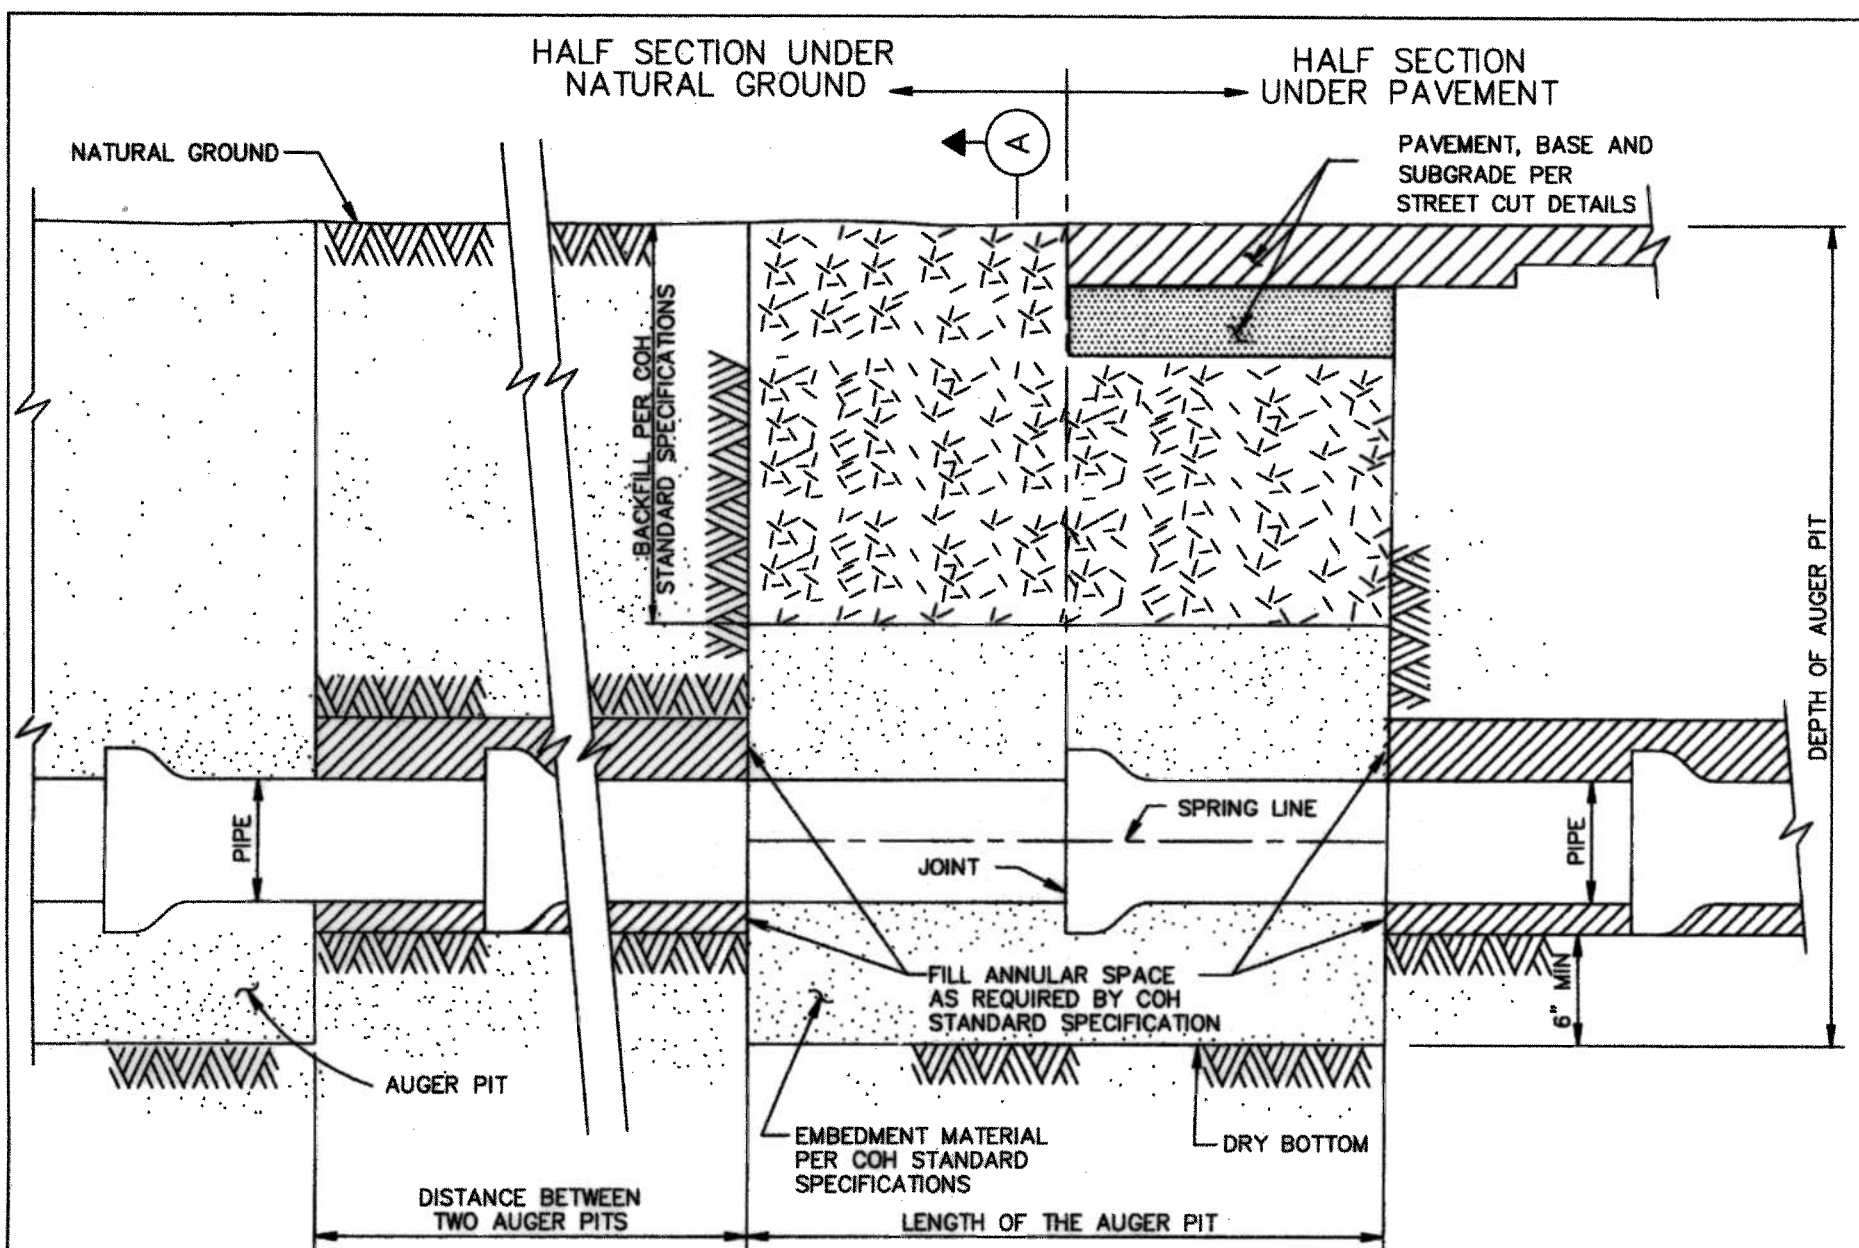 HALF SECTION UNDER
NATURAL GROUND
HALF SECTION
UNDER PAVEMENT
A
NATURAL GROUND
PAVEMENT, BASE AND
SUBGRADE PER
STREET CUT DETAILS
BACKFILL PER COH
STANDARD SPECIFICATIONS
DEPTH OF AUGER PIT
PIPE
SPRING LINE
JOINT
PIPE
FILL ANNULAR SPACE
AS REQUIRED BY COH
STANDARD SPECIFICATION
6" MIN
AUGER PIT
EMBEDMENT MATERIAL
PER COH STANDARD
SPECIFICATIONS
DRY BOTTOM
DISTANCE BETWEEN
TWO AUGER PITS
LENGTH OF THE AUGER PIT